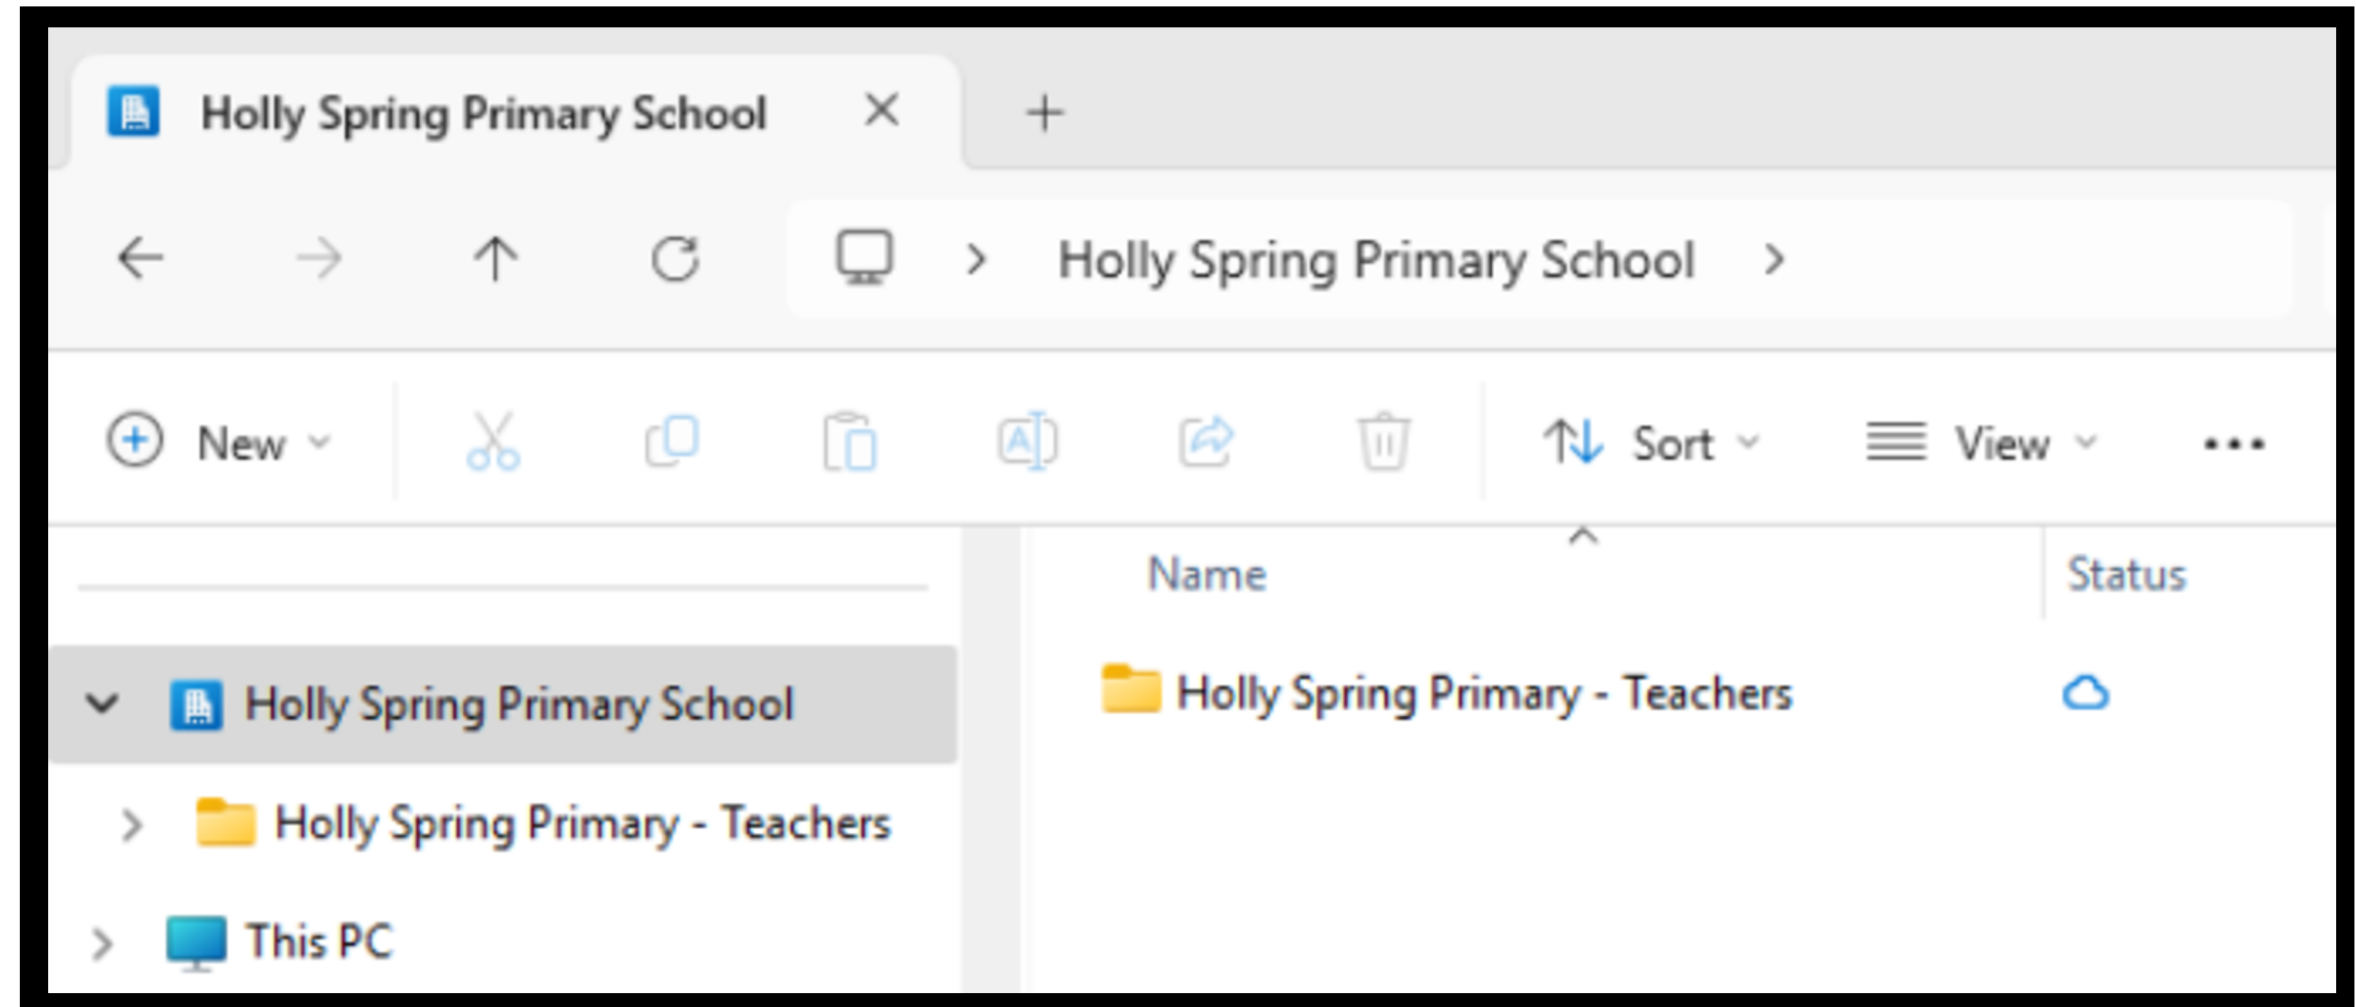 Holly Spring Primary School
Holly Spring Primary School
New
Sort
View
Name
Status
Holly Spring Primary School
Holly Spring Primary - Teachers
Holly Spring Primary - Teachers
This PC